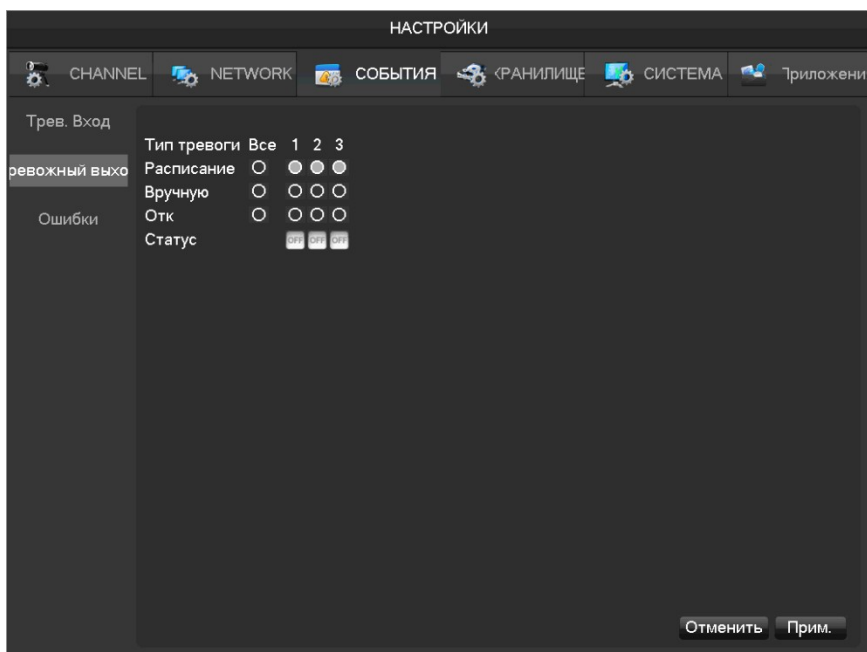 НАСТРОЙКИ
CHANNEL NETWORK СОБЫТИЯ ХРАНИЛИЩЕ СИСТЕМА Приложени
Трев. Вход
ревожный выхо
Ошибки
Тип тревоги Все 1 2 3
Расписание
Вручную
Отк
Статус OFF OFF OFF
Отменить Прим.